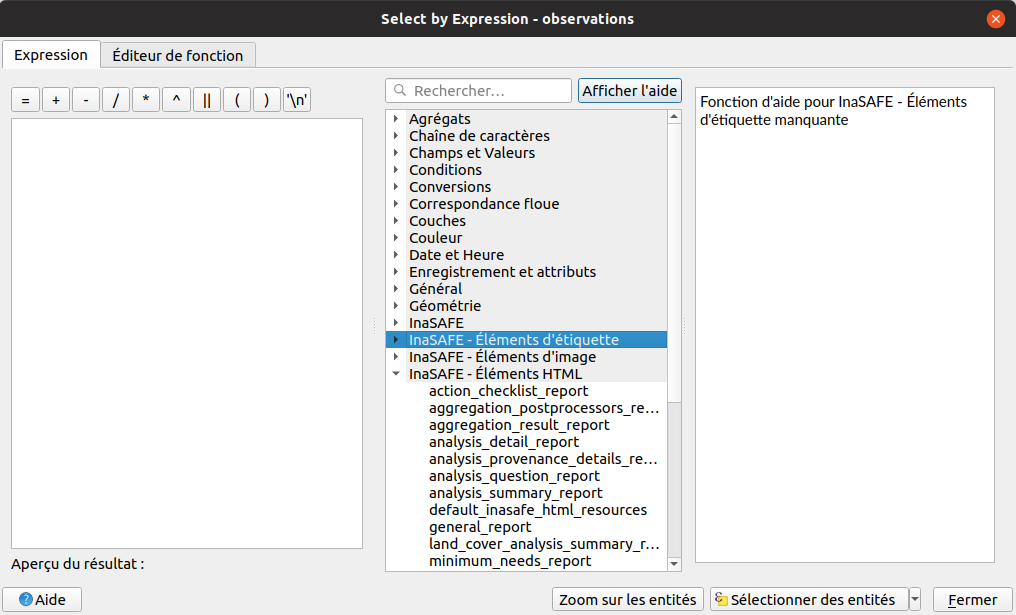 Select by Expression - observations
Expression
Éditeur de fonction
= + - / * ^ || ( ) '\n'
Rechercher...
Afficher l'aide
Agrégats
Chaîne de caractères
Champs et Valeurs
Conditions
Conversions
Correspondance floue
Couches
Couleur
Date et Heure
Enregistrement et attributs
Général
Géométrie
InaSAFE
InaSAFE - Éléments d'étiquette
InaSAFE - Éléments d'image
InaSAFE - Éléments HTML
action_checklist_report
aggregation_postprocessors_re...
aggregation_result_report
analysis_detail_report
analysis_provenance_details_re...
analysis_question_report
analysis_summary_report
default_inasafe_html_resources
general_report
land_cover_analysis_summary_r...
minimum_needs_report
Fonction d'aide pour InaSAFE - Éléments
d'étiquette manquante
Aperçu du résultat :
Aide
Zoom sur les entités
Sélectionner des entités
Fermer